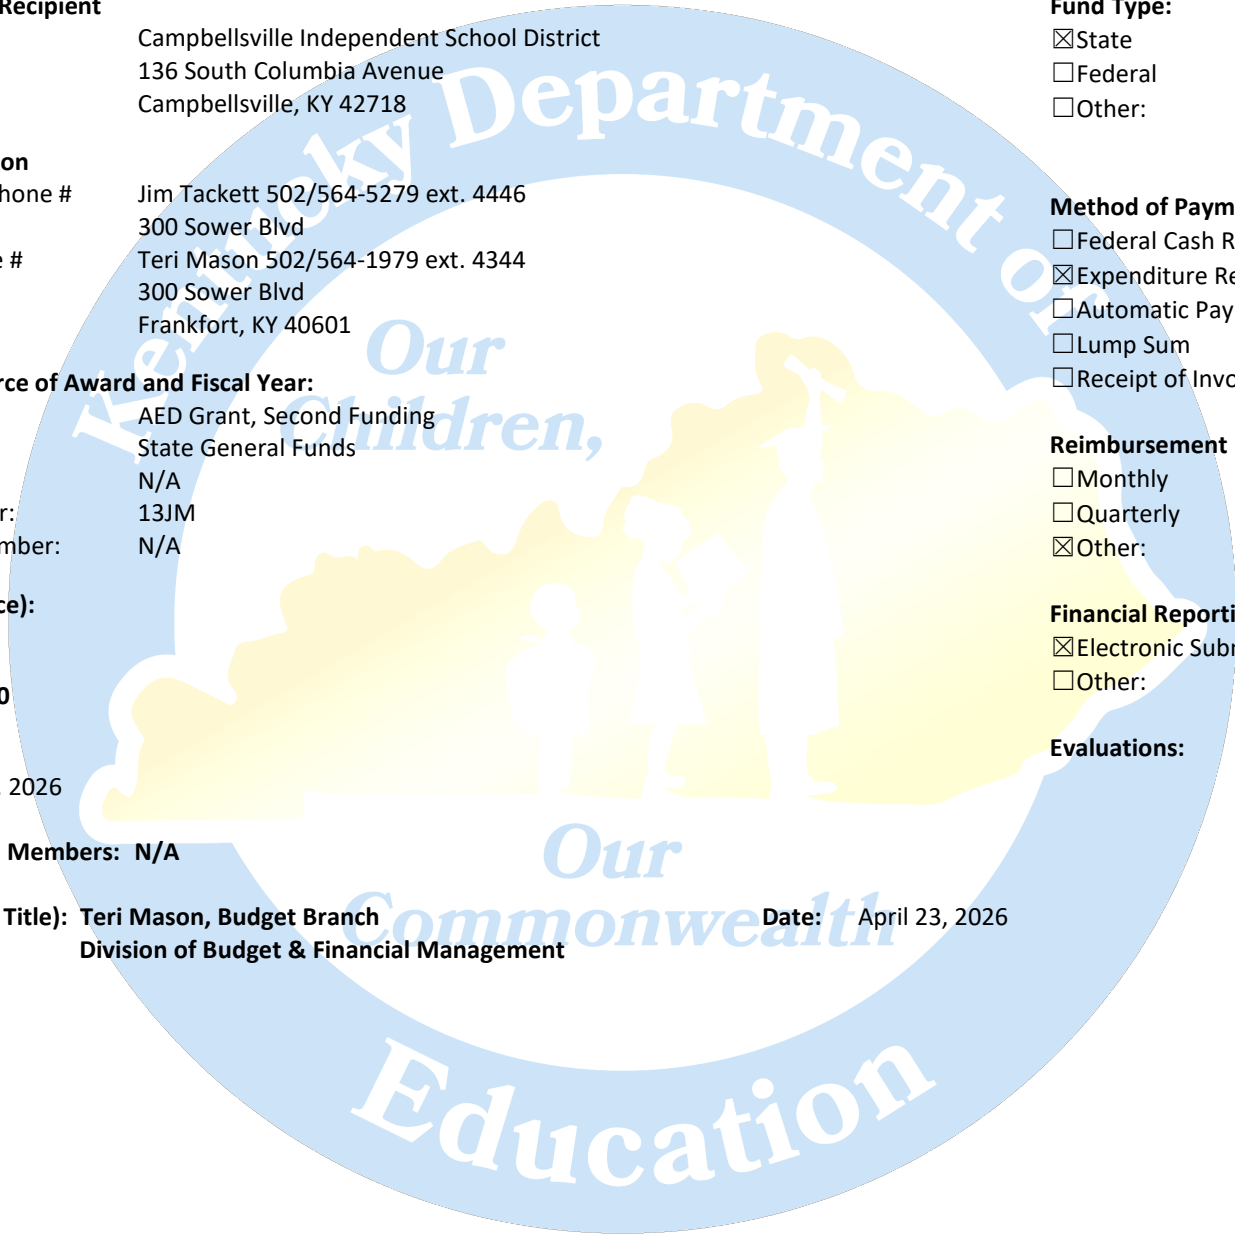 Recipient
Campbellsville Independent School District
136 South Columbia Avenue
Campbellsville, KY 42718
on
hone # Jim Tackett 502/564-5279 ext. 4446
300 Sower Blvd
e # Teri Mason 502/564-1979 ext. 4344
300 Sower Blvd
Frankfort, KY 40601
rce of Award and Fiscal Year:
AED Grant, Second Funding
State General Funds
N/A
r: 13JM
mber: N/A
ce):
0
, 2026
Members: N/A
Title): Teri Mason, Budget Branch Date: April 23, 2026
Division of Budget & Financial Management
Fund Type:
☒State
☐Federal
☐Other:
Method of Paym
☐Federal Cash R
☒Expenditure Re
☐Automatic Pay
☐Lump Sum
☐Receipt of Invo
Reimbursement
☐Monthly
☐Quarterly
☒Other:
Financial Reporti
☒Electronic Subr
☐Other:
Evaluations:
Kentucky Department of
Education
Our
Children,
Our
Commonwealth